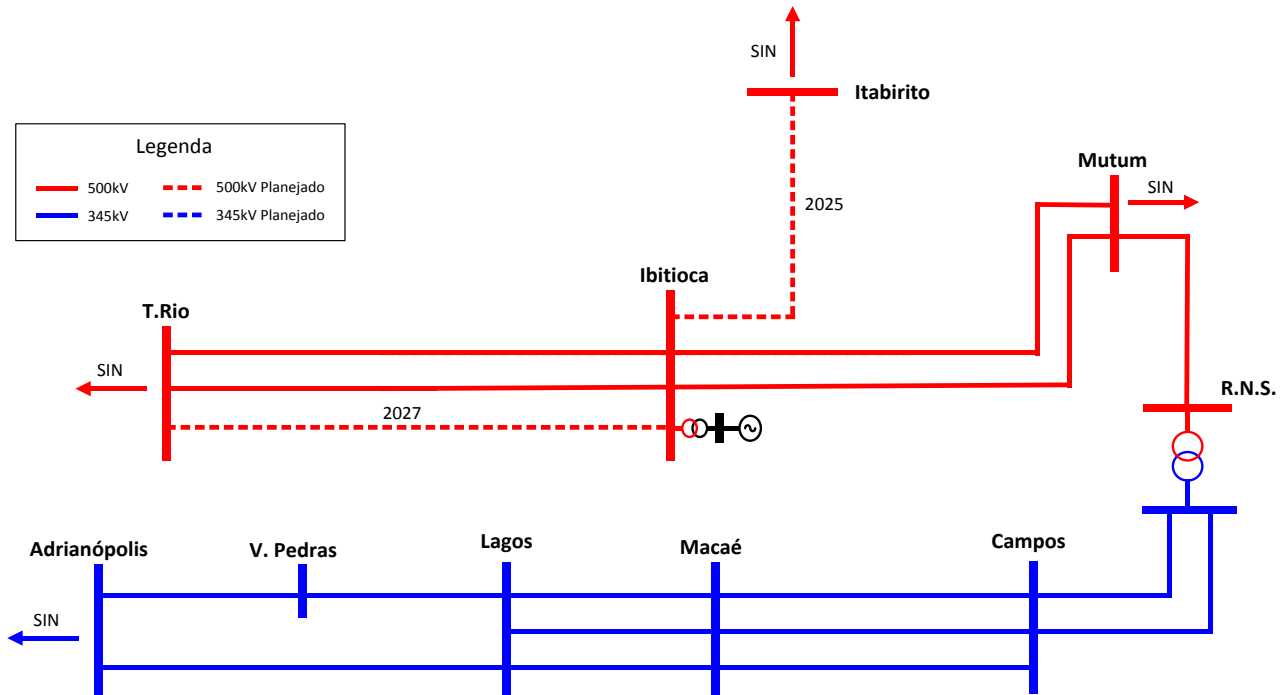 SIN
Itabirito
Legenda
500kV
500kV Planejado
345kV
345kV Planejado
Mutum
SIN
2025
Ibitioca
T.Rio
SIN
R.N.S.
2027
Adrianópolis
V. Pedras
Lagos
Macaé
Campos
SIN